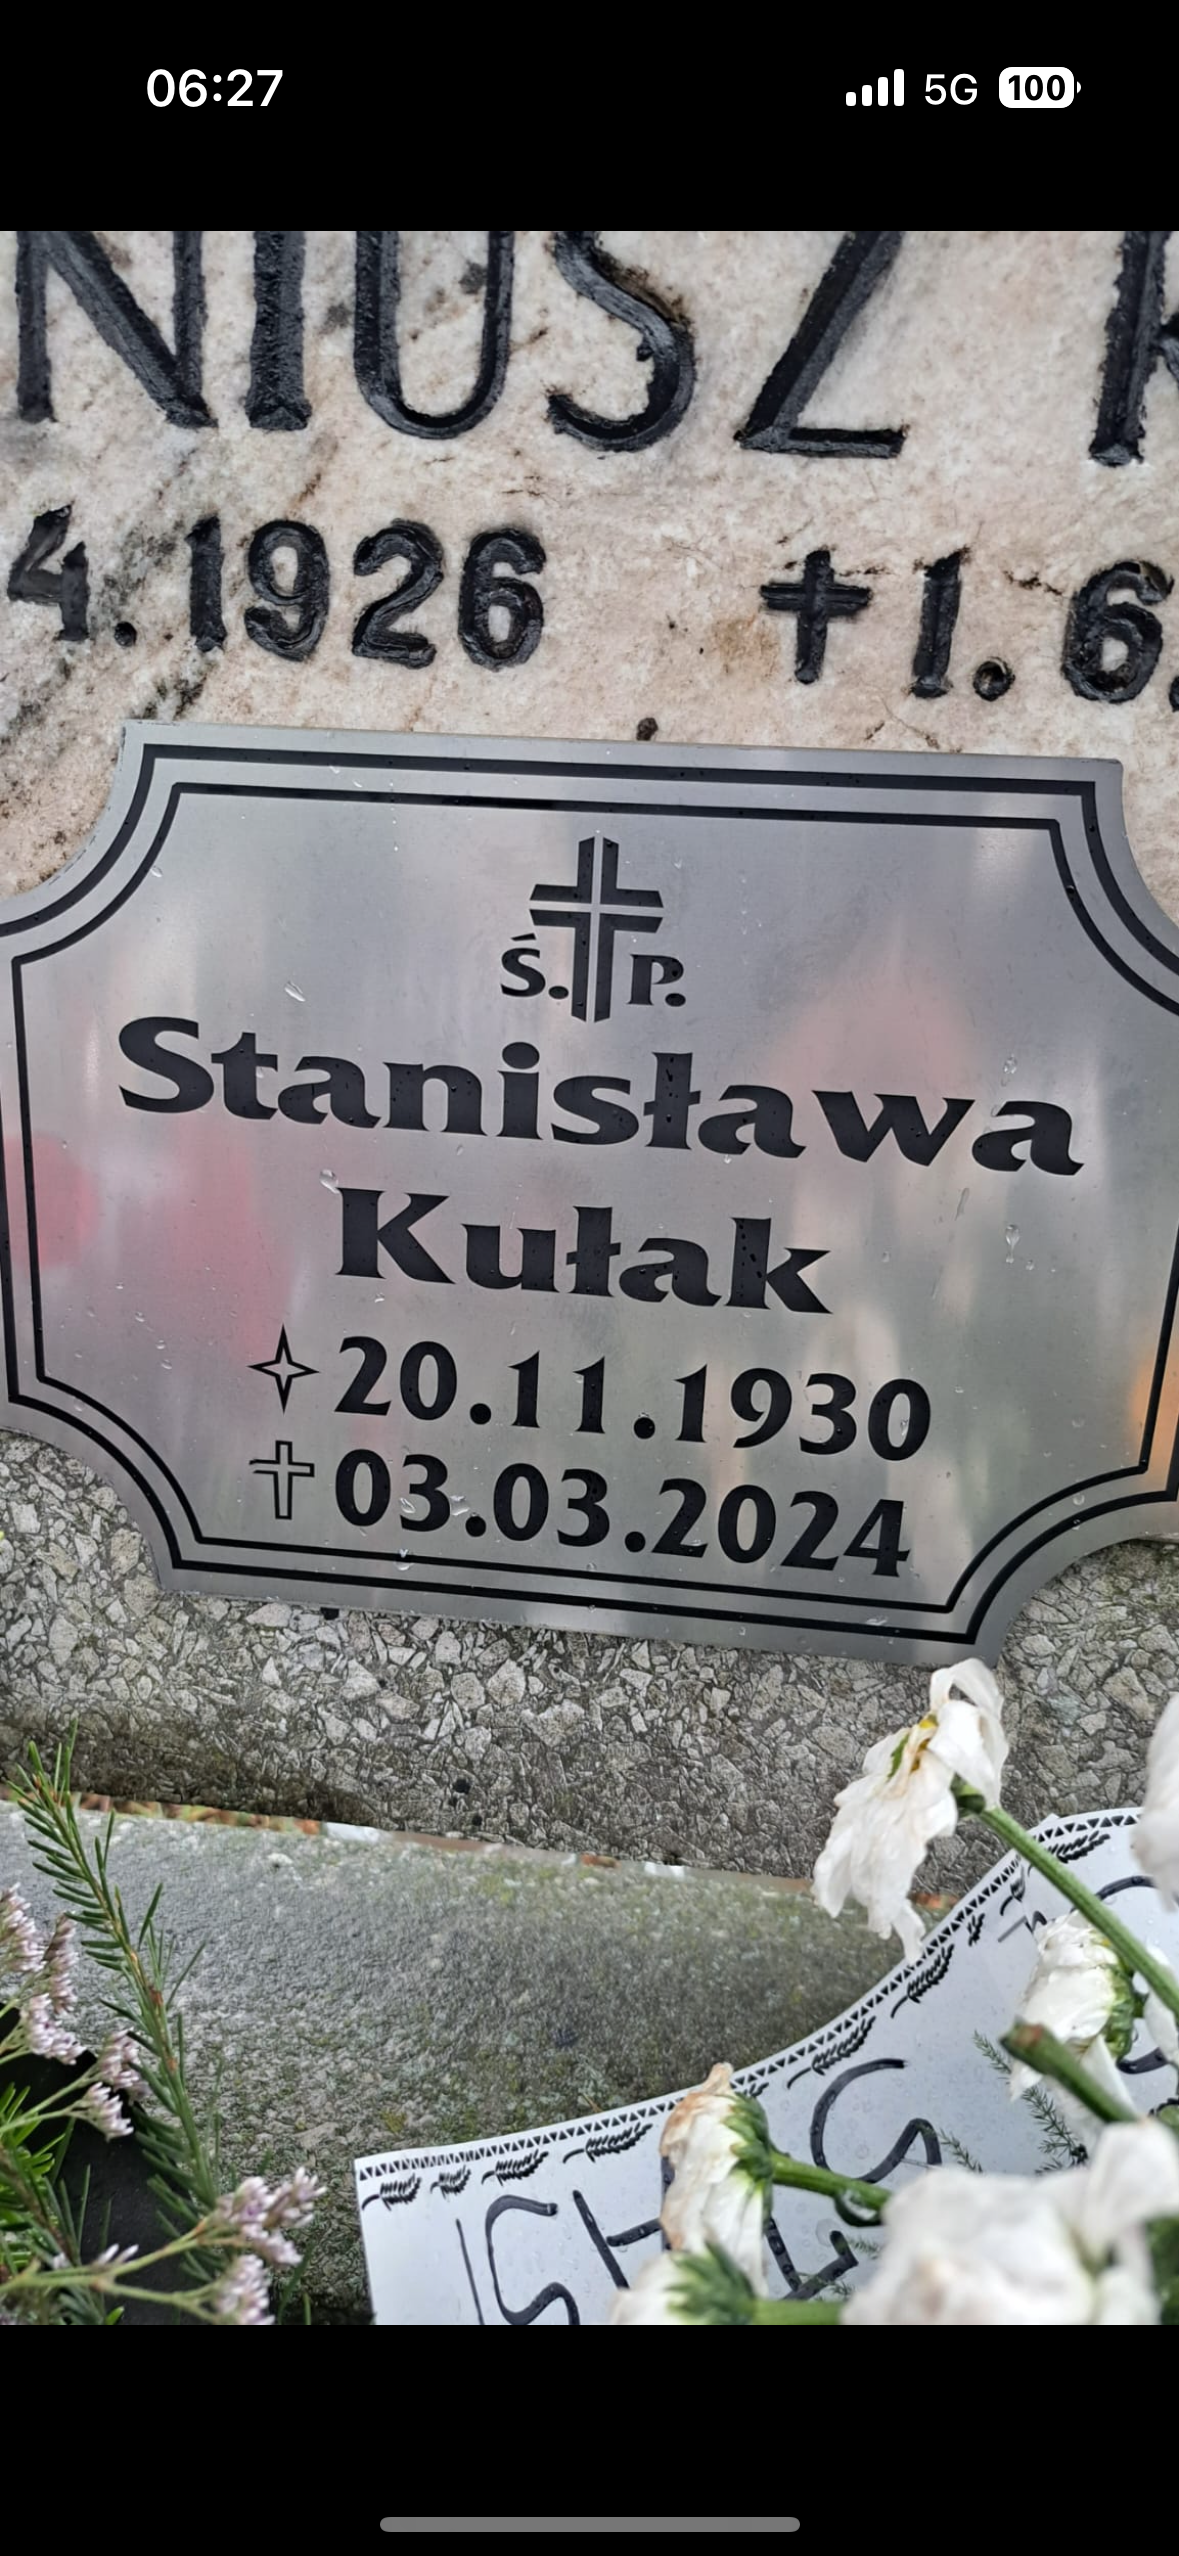 06:27 5G 100
NIUSZ
4.1926 †1.6.
Ś. P.
Stanisława
Kułak
20.11.1930
03.03.2024